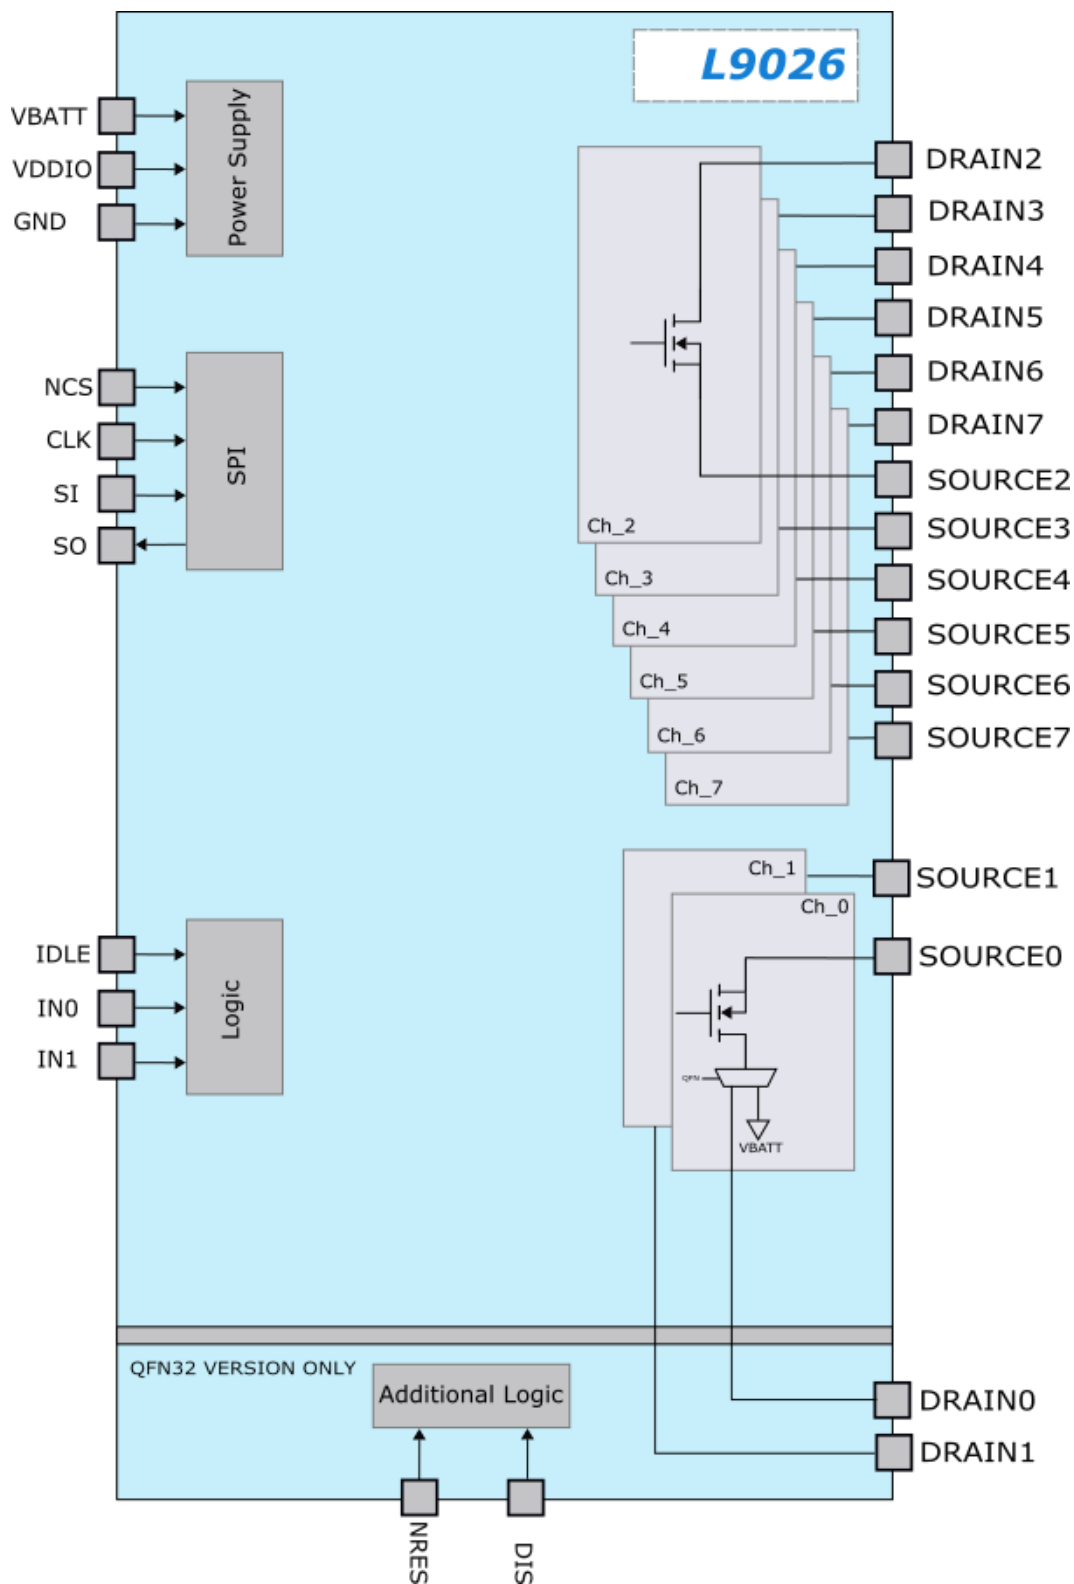 L9026
VBATT
VDDIO
GND
Power Supply
NCS
CLK
SI
SO
SPI
IDLE
IN0
IN1
Logic
DRAIN2
DRAIN3
DRAIN4
DRAIN5
DRAIN6
DRAIN7
SOURCE2
SOURCE3
SOURCE4
SOURCE5
SOURCE6
SOURCE7
Ch_2
Ch_3
Ch_4
Ch_5
Ch_6
Ch_7
Ch_1
SOURCE1
Ch_0
SOURCE0
QFN
VBATT
QFN32 VERSION ONLY
Additional Logic
DRAIN0
DRAIN1
NRES
DIS